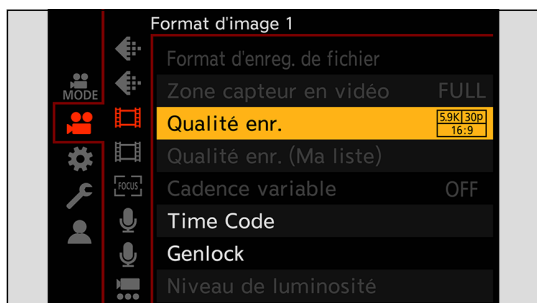 Format d'image 1
Format d'enreg. de fichier
MODE
Zone capteur en vidéo FULL
Qualité enr. 5.9K 30p 16:9
Qualité enr. (Ma liste)
FOCUS
Cadence variable OFF
Time Code
Genlock
Niveau de luminosité